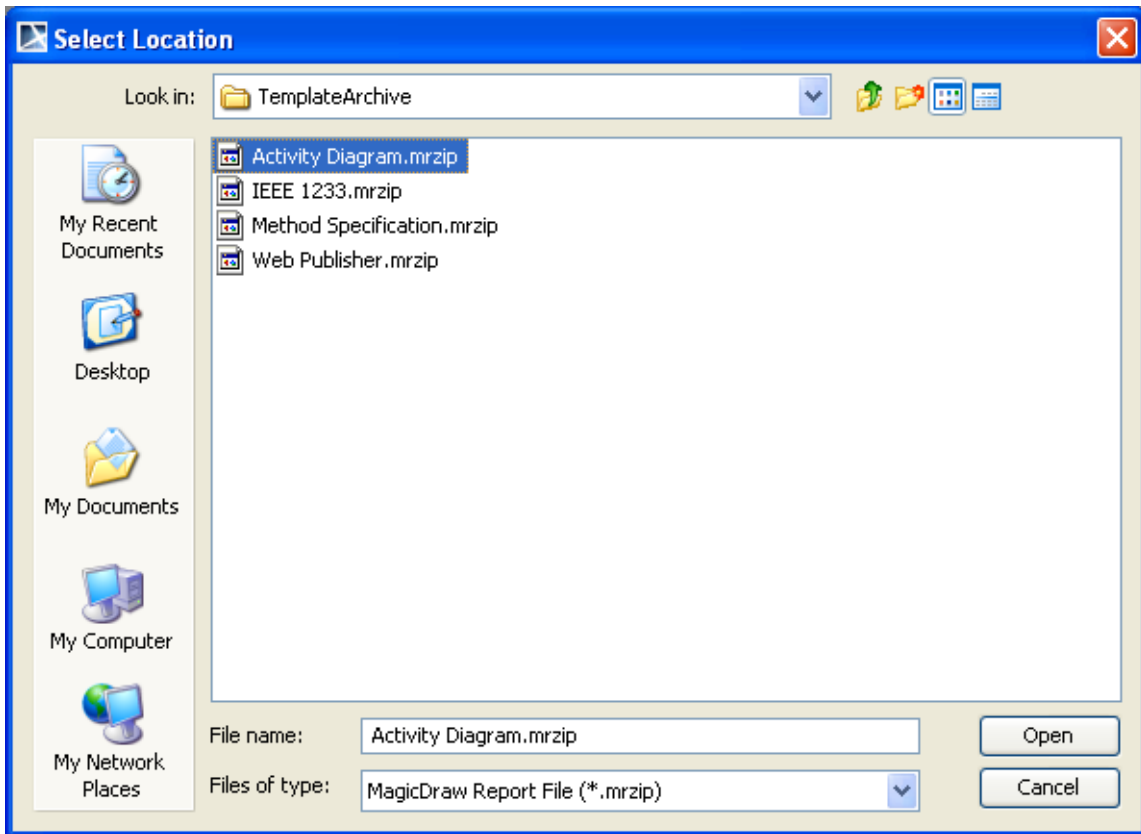 Select Location
Look in:
TemplateArchive
Activity Diagram.mrzip
IEEE 1233.mrzip
Method Specification.mrzip
Web Publisher.mrzip
My Recent
Documents
Desktop
My Documents
My Computer
My Network
Places
File name:
Activity Diagram.mrzip
Open
Files of type:
MagicDraw Report File (*.mrzip)
Cancel